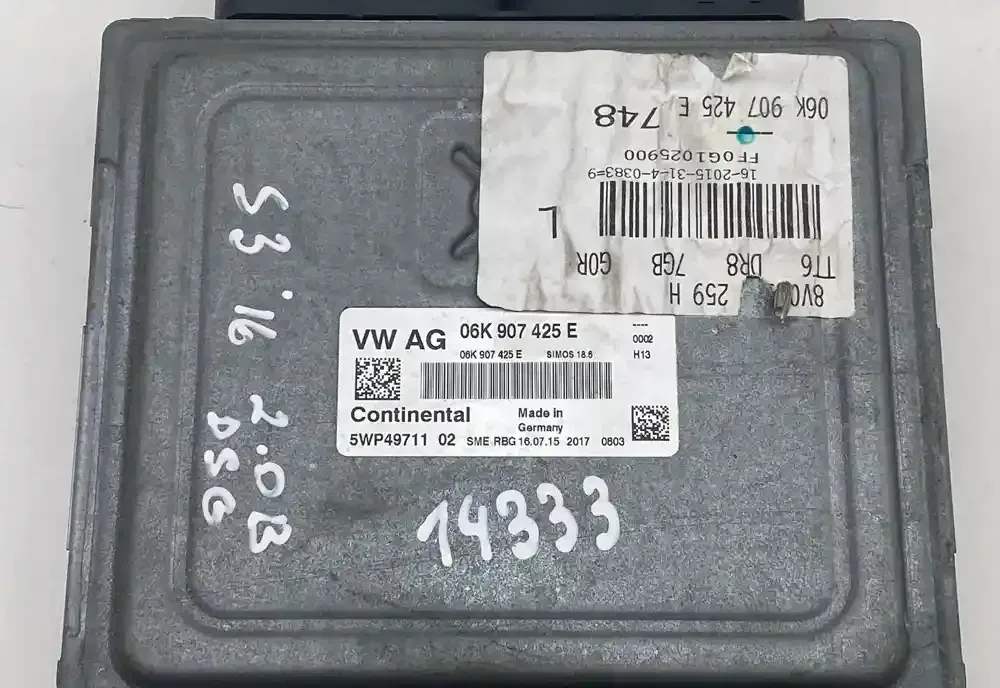 06K 907 425 E 748
FF0G1025900
16-2015-31-4-0383=9
L
TT6 DR8 7GB G0R
8V0 259 H
VW AG 06K 907 425 E ----
0002
06K 907 425 E SIMOS 18.6 H13
Continental Made in
Germany
5WP49711 02 SME RBG 16.07.15 2017 0803
S3 '16 2.0B
14333